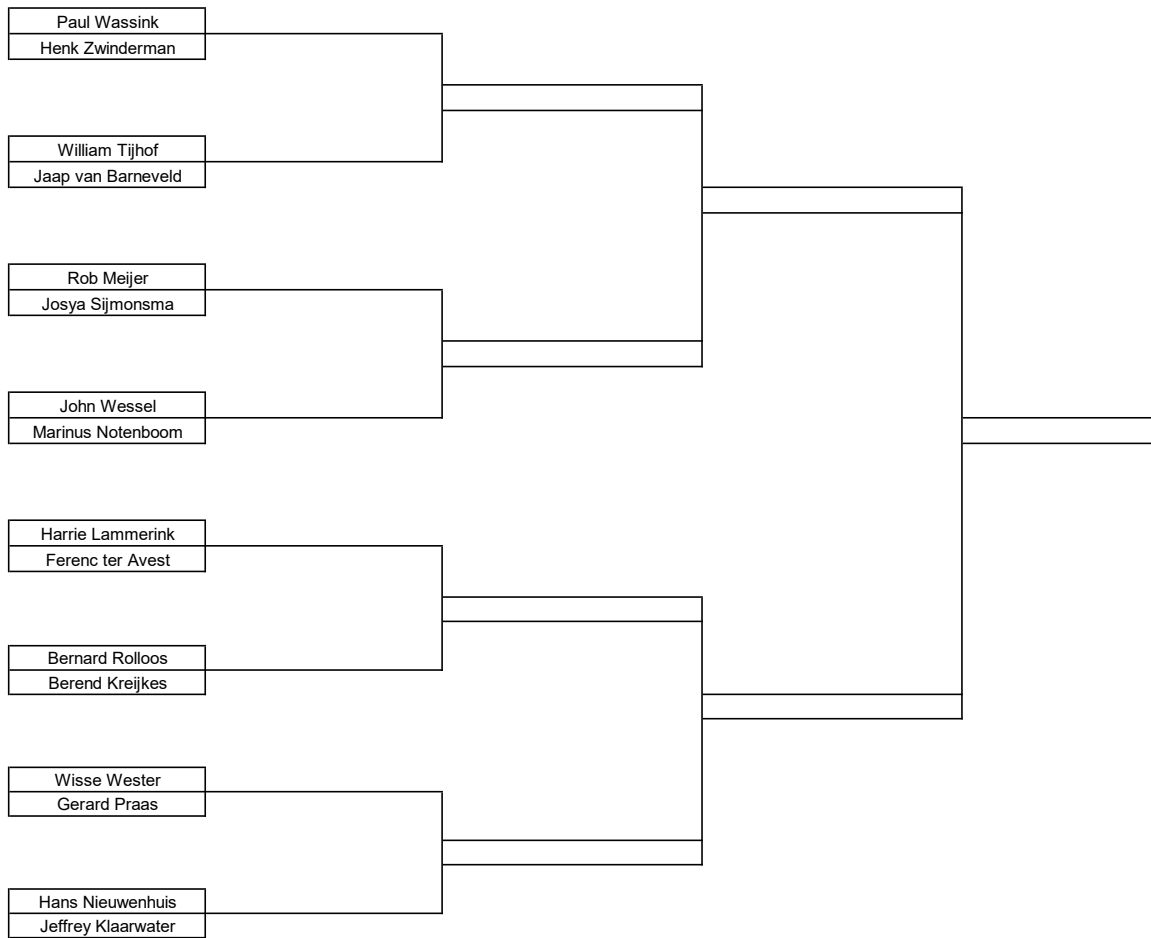 Paul Wassink
Henk Zwinderman
William Tijhof
Jaap van Barneveld
Rob Meijer
Josya Sijmonsma
John Wessel
Marinus Notenboom
Harrie Lammerink
Ferenc ter Avest
Bernard Rolloos
Berend Kreijkes
Wisse Wester
Gerard Praas
Hans Nieuwenhuis
Jeffrey Klaarwater